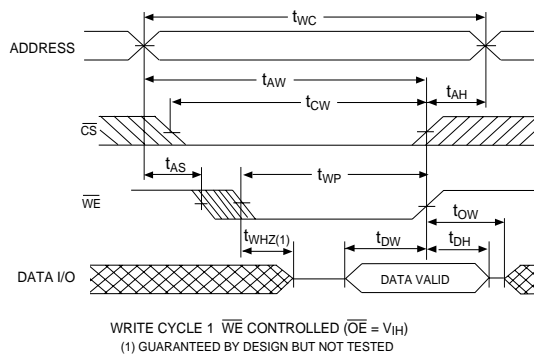 tWC
ADDRESS
tAW
tCW
tAH
CS
tAS
tWP
WE
tOW
tWHZ(1)
tDW
tDH
DATA I/O
DATA VALID
WRITE CYCLE 1 WE CONTROLLED (OE = VIH)
(1) GUARANTEED BY DESIGN BUT NOT TESTED